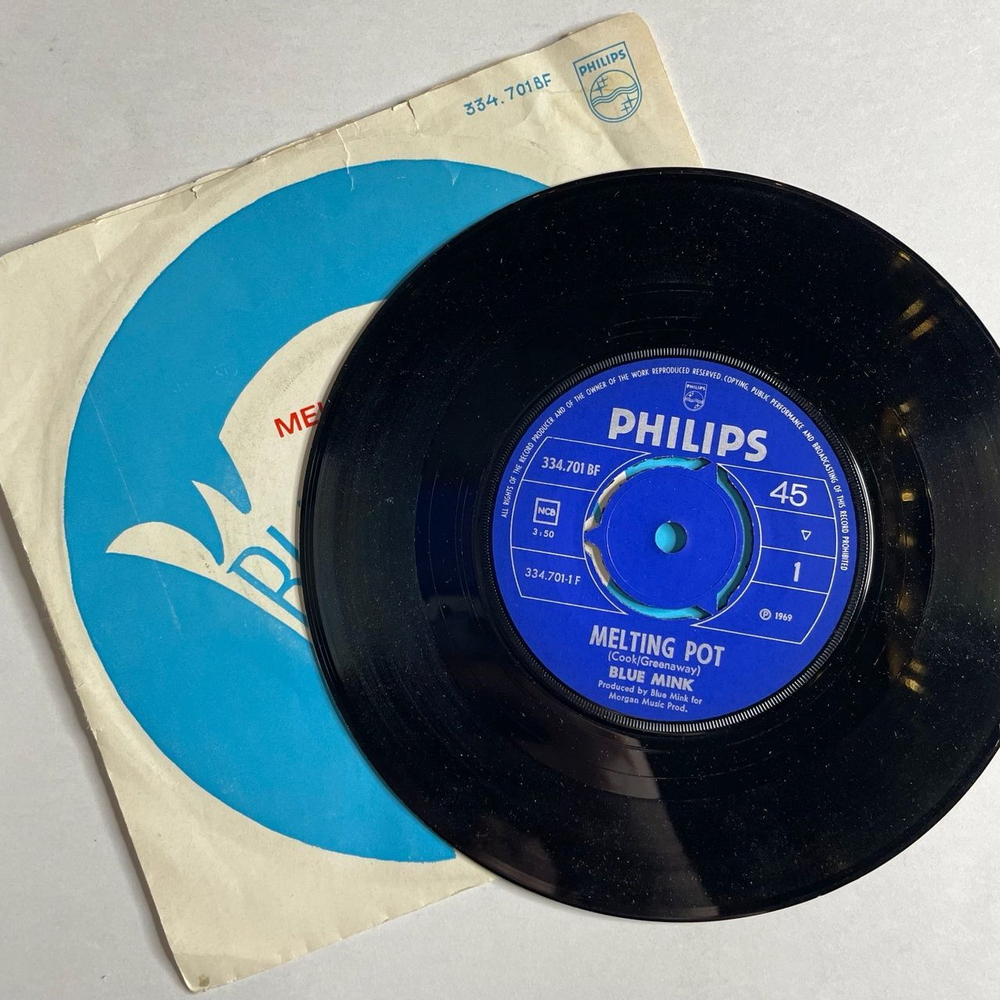 334.701BF
PHILIPS
ALL RIGHTS OF THE RECORD PRODUCER AND OF THE OWNER OF THE WORK REPRODUCED RESERVED. COPYING, PUBLIC PERFORMANCE AND BROADCASTING OF THIS RECORD PROHIBITED
PHILIPS
PHILIPS
334.701 BF
45
NCB
3:50
1
334.701-1 F
℗ 1969
MELTING POT
(Cook/Greenaway)
BLUE MINK
Produced by Blue Mink for
Morgan Music Prod.